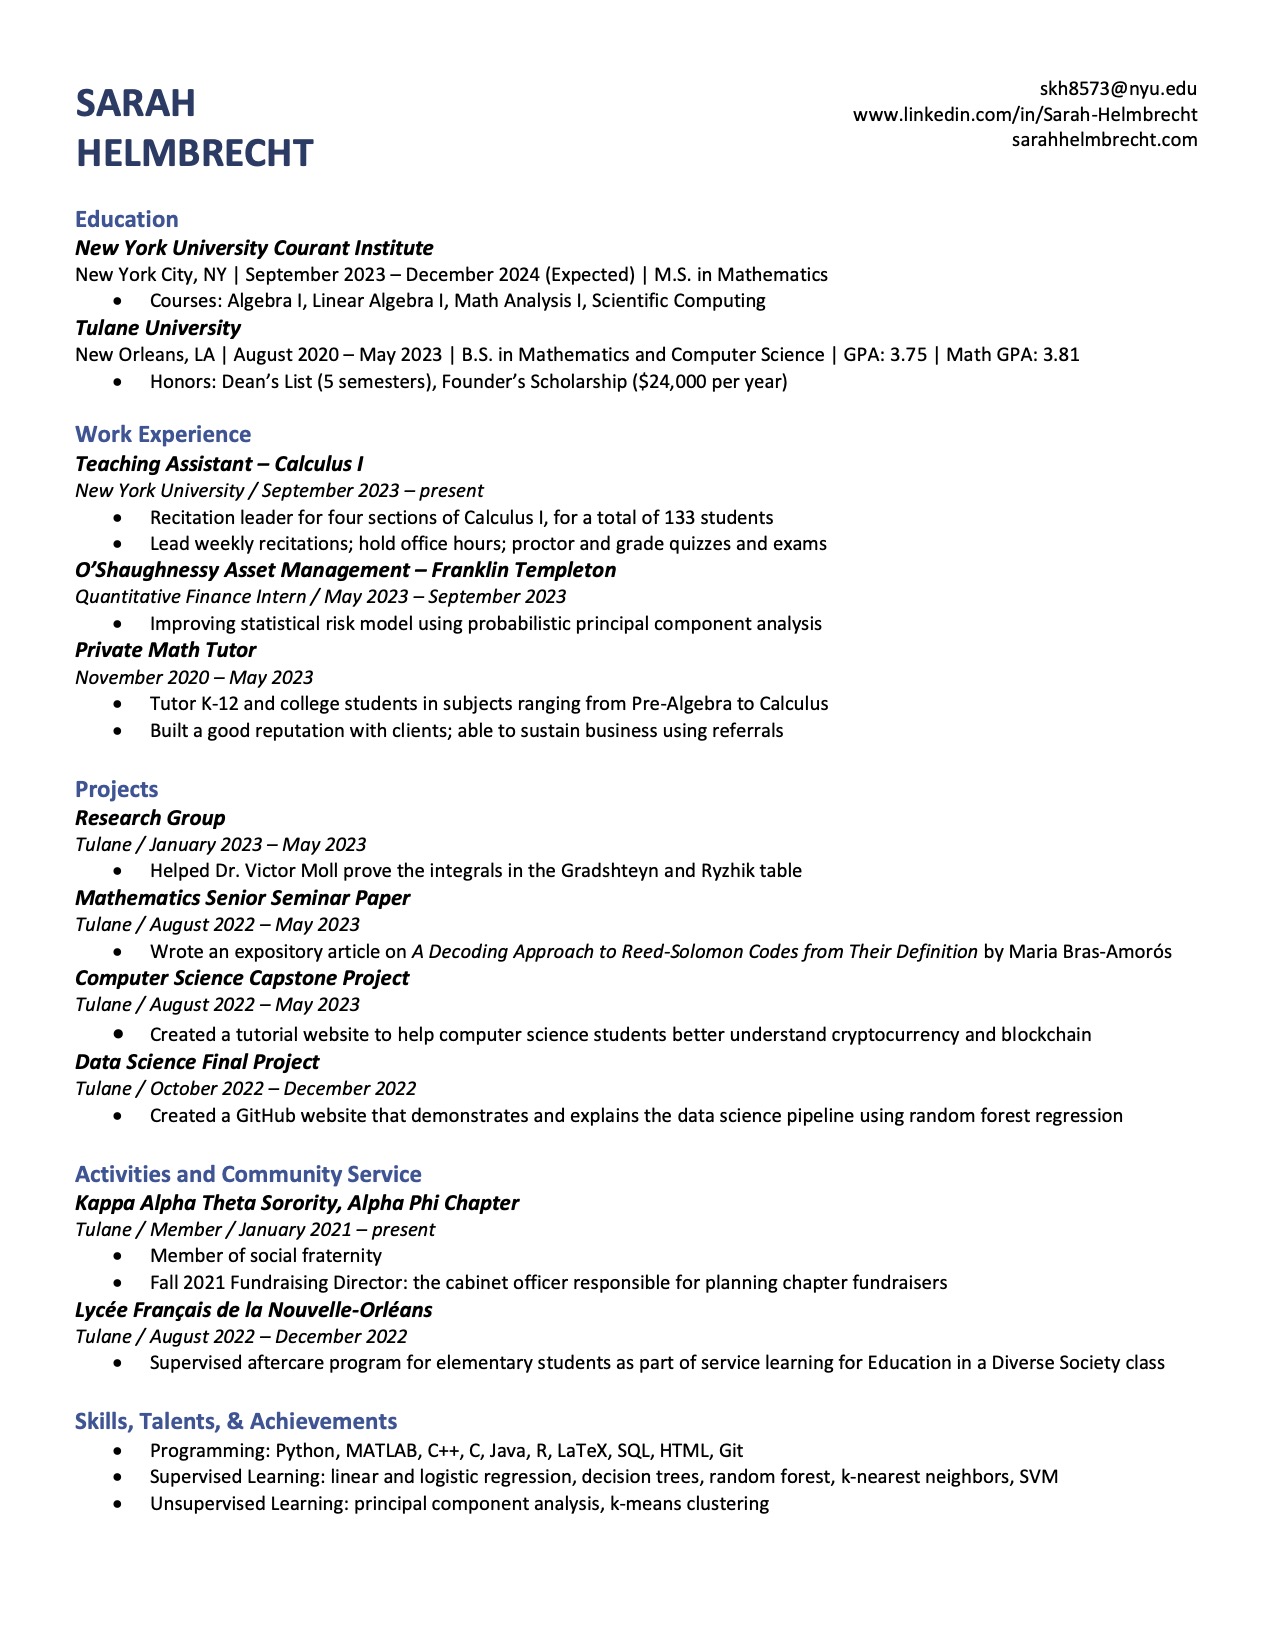 SARAH
HELMBRECHT
skh8573@nyu.edu
www.linkedin.com/in/Sarah-Helmbrecht
sarahhelmbrecht.com
Education
New York University Courant Institute
New York City, NY | September 2023 – December 2024 (Expected) | M.S. in Mathematics
• Courses: Algebra I, Linear Algebra I, Math Analysis I, Scientific Computing
Tulane University
New Orleans, LA | August 2020 – May 2023 | B.S. in Mathematics and Computer Science | GPA: 3.75 | Math GPA: 3.81
• Honors: Dean’s List (5 semesters), Founder’s Scholarship ($24,000 per year)
Work Experience
Teaching Assistant – Calculus I
New York University / September 2023 – present
• Recitation leader for four sections of Calculus I, for a total of 133 students
• Lead weekly recitations; hold office hours; proctor and grade quizzes and exams
O’Shaughnessy Asset Management – Franklin Templeton
Quantitative Finance Intern / May 2023 – September 2023
• Improving statistical risk model using probabilistic principal component analysis
Private Math Tutor
November 2020 – May 2023
• Tutor K-12 and college students in subjects ranging from Pre-Algebra to Calculus
• Built a good reputation with clients; able to sustain business using referrals
Projects
Research Group
Tulane / January 2023 – May 2023
• Helped Dr. Victor Moll prove the integrals in the Gradshteyn and Ryzhik table
Mathematics Senior Seminar Paper
Tulane / August 2022 – May 2023
• Wrote an expository article on A Decoding Approach to Reed-Solomon Codes from Their Definition by Maria Bras-Amorós
Computer Science Capstone Project
Tulane / August 2022 – May 2023
• Created a tutorial website to help computer science students better understand cryptocurrency and blockchain
Data Science Final Project
Tulane / October 2022 – December 2022
• Created a GitHub website that demonstrates and explains the data science pipeline using random forest regression
Activities and Community Service
Kappa Alpha Theta Sorority, Alpha Phi Chapter
Tulane / Member / January 2021 – present
• Member of social fraternity
• Fall 2021 Fundraising Director: the cabinet officer responsible for planning chapter fundraisers
Lycée Français de la Nouvelle-Orléans
Tulane / August 2022 – December 2022
• Supervised aftercare program for elementary students as part of service learning for Education in a Diverse Society class
Skills, Talents, & Achievements
• Programming: Python, MATLAB, C++, C, Java, R, LaTeX, SQL, HTML, Git
• Supervised Learning: linear and logistic regression, decision trees, random forest, k-nearest neighbors, SVM
• Unsupervised Learning: principal component analysis, k-means clustering